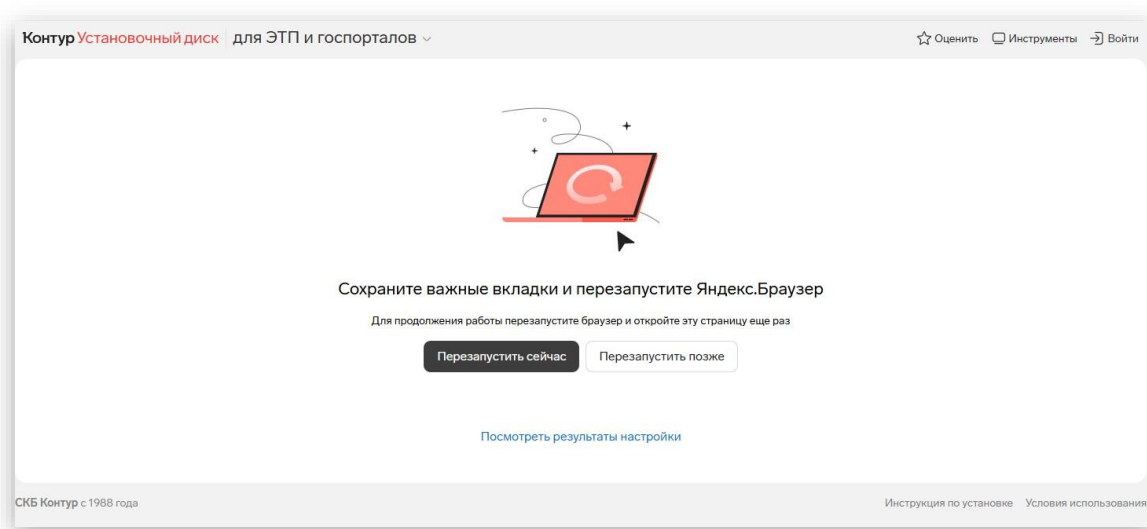 Контур Установочный диск для ЭТП и госпорталов
Оценить Инструменты Войти
Сохраните важные вкладки и перезапустите Яндекс.Браузер
Для продолжения работы перезапустите браузер и откройте эту страницу еще раз
Перезапустить сейчас Перезапустить позже
Посмотреть результаты настройки
СКБ Контур с 1988 года Инструкция по установке Условия использования